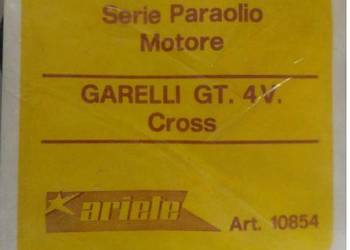 Serie Paraolio
Motore
GARELLI GT. 4V.
Cross
ariete
Art. 10854